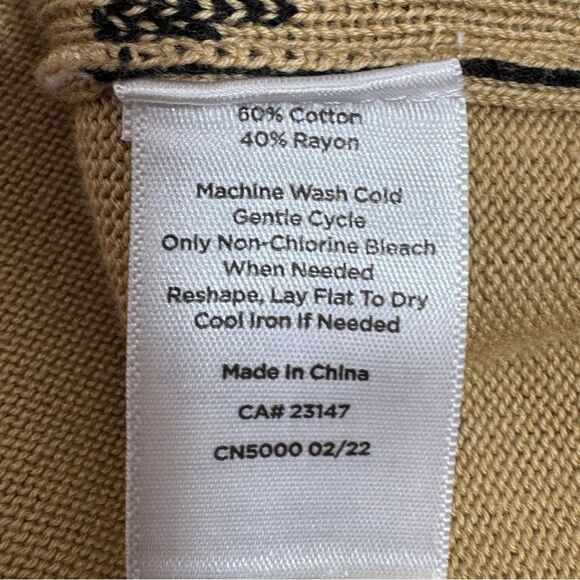 60% Cotton
40% Rayon
Machine Wash Cold
Gentle Cycle
Only Non-Chlorine Bleach
When Needed
Reshape, Lay Flat To Dry
Cool Iron If Needed
Made In China
CA# 23147
CN5000 02/22